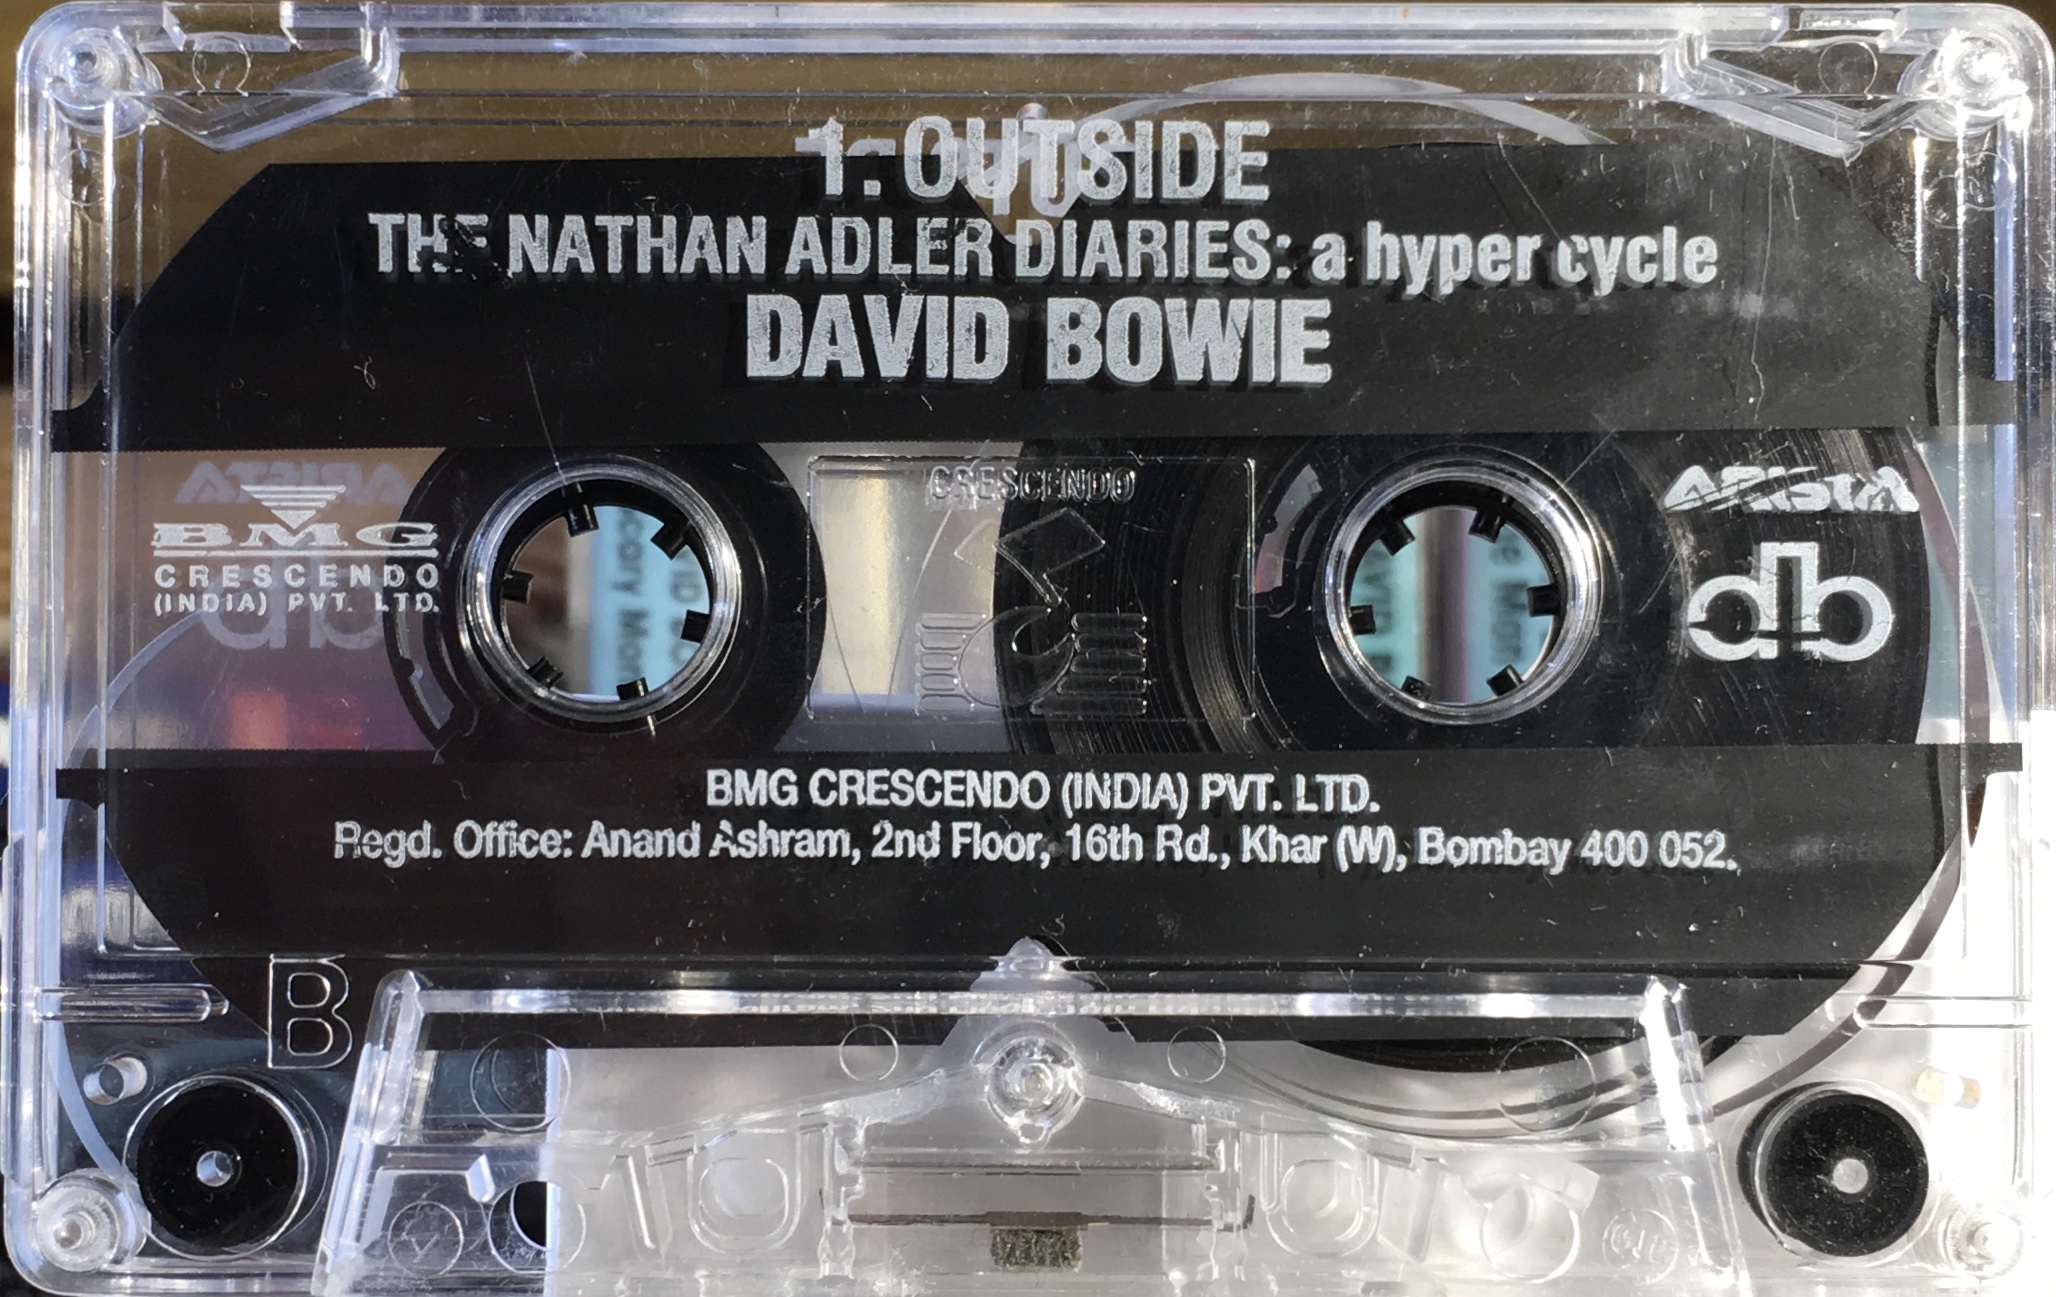 1. OUTSIDE
THE NATHAN ADLER DIARIES: a hyper cycle
DAVID BOWIE
CRESCENDO
ARISTA
BMG
CRESCENDO
(INDIA) PVT. LTD.
db
BMG CRESCENDO (INDIA) PVT. LTD.
Regd. Office: Anand Ashram, 2nd Floor, 16th Rd., Khar (W), Bombay 400 052.
B